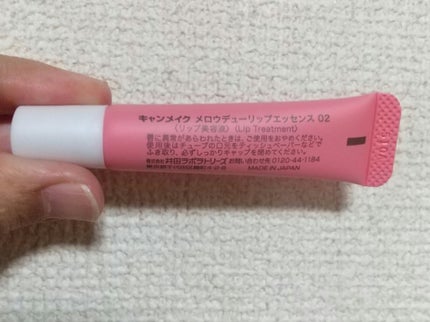 キャンメイク メロウデューリップエッセンス 02
〈リップ美容液〉(Lip Treatment)
唇に異常があらわれたときは、ご使用をおやめください。
使用後はチューブの口元をティッシュペーパーなどで
ふき取り、必ずしっかりキャップを閉めてください。
株式会社 井田ラボラトリーズ お問い合わせ先 0120-44-1184
MADE IN JAPAN